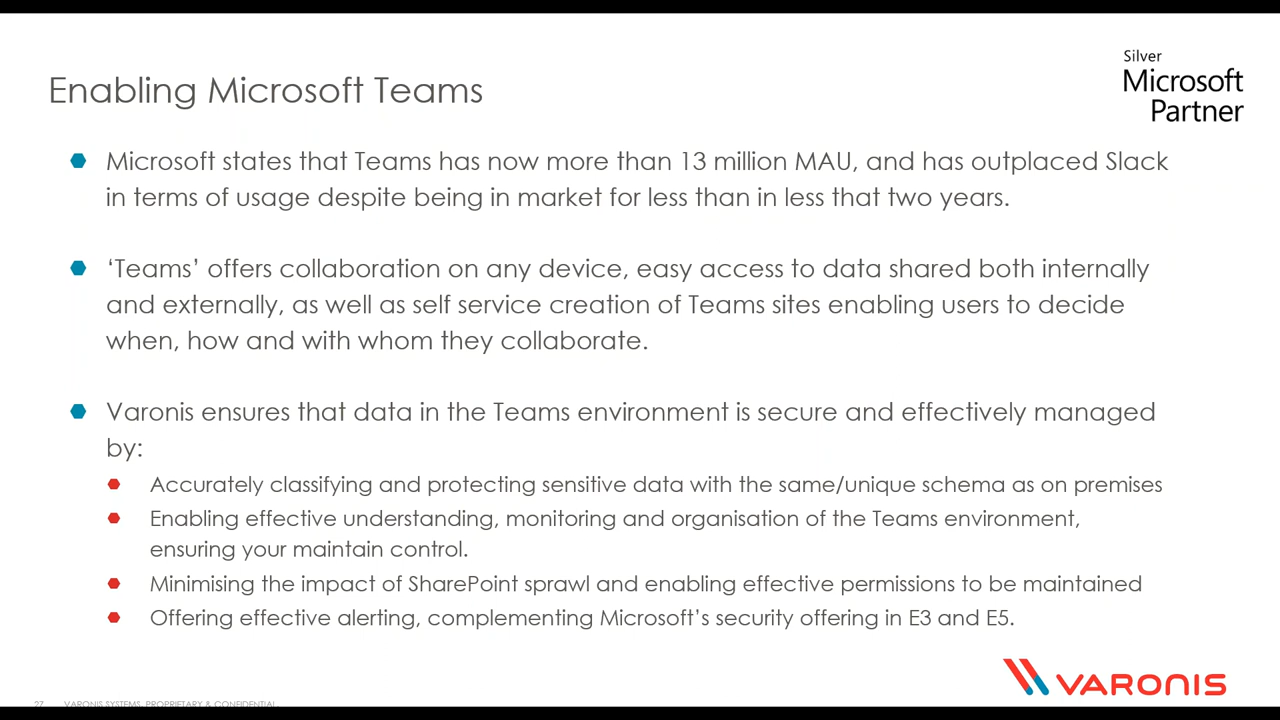 Enabling Microsoft Teams
Silver
Microsoft
Partner
Microsoft states that Teams has now more than 13 million MAU, and has outplaced Slack
in terms of usage despite being in market for less than in less that two years.
‘Teams’ offers collaboration on any device, easy access to data shared both internally
and externally, as well as self service creation of Teams sites enabling users to decide
when, how and with whom they collaborate.
Varonis ensures that data in the Teams environment is secure and effectively managed
by:
Accurately classifying and protecting sensitive data with the same/unique schema as on premises
Enabling effective understanding, monitoring and organisation of the Teams environment,
ensuring your maintain control.
Minimising the impact of SharePoint sprawl and enabling effective permissions to be maintained
Offering effective alerting, complementing Microsoft’s security offering in E3 and E5.
VARONIS
27 VARONIS SYSTEMS. PROPRIETARY & CONFIDENTIAL.